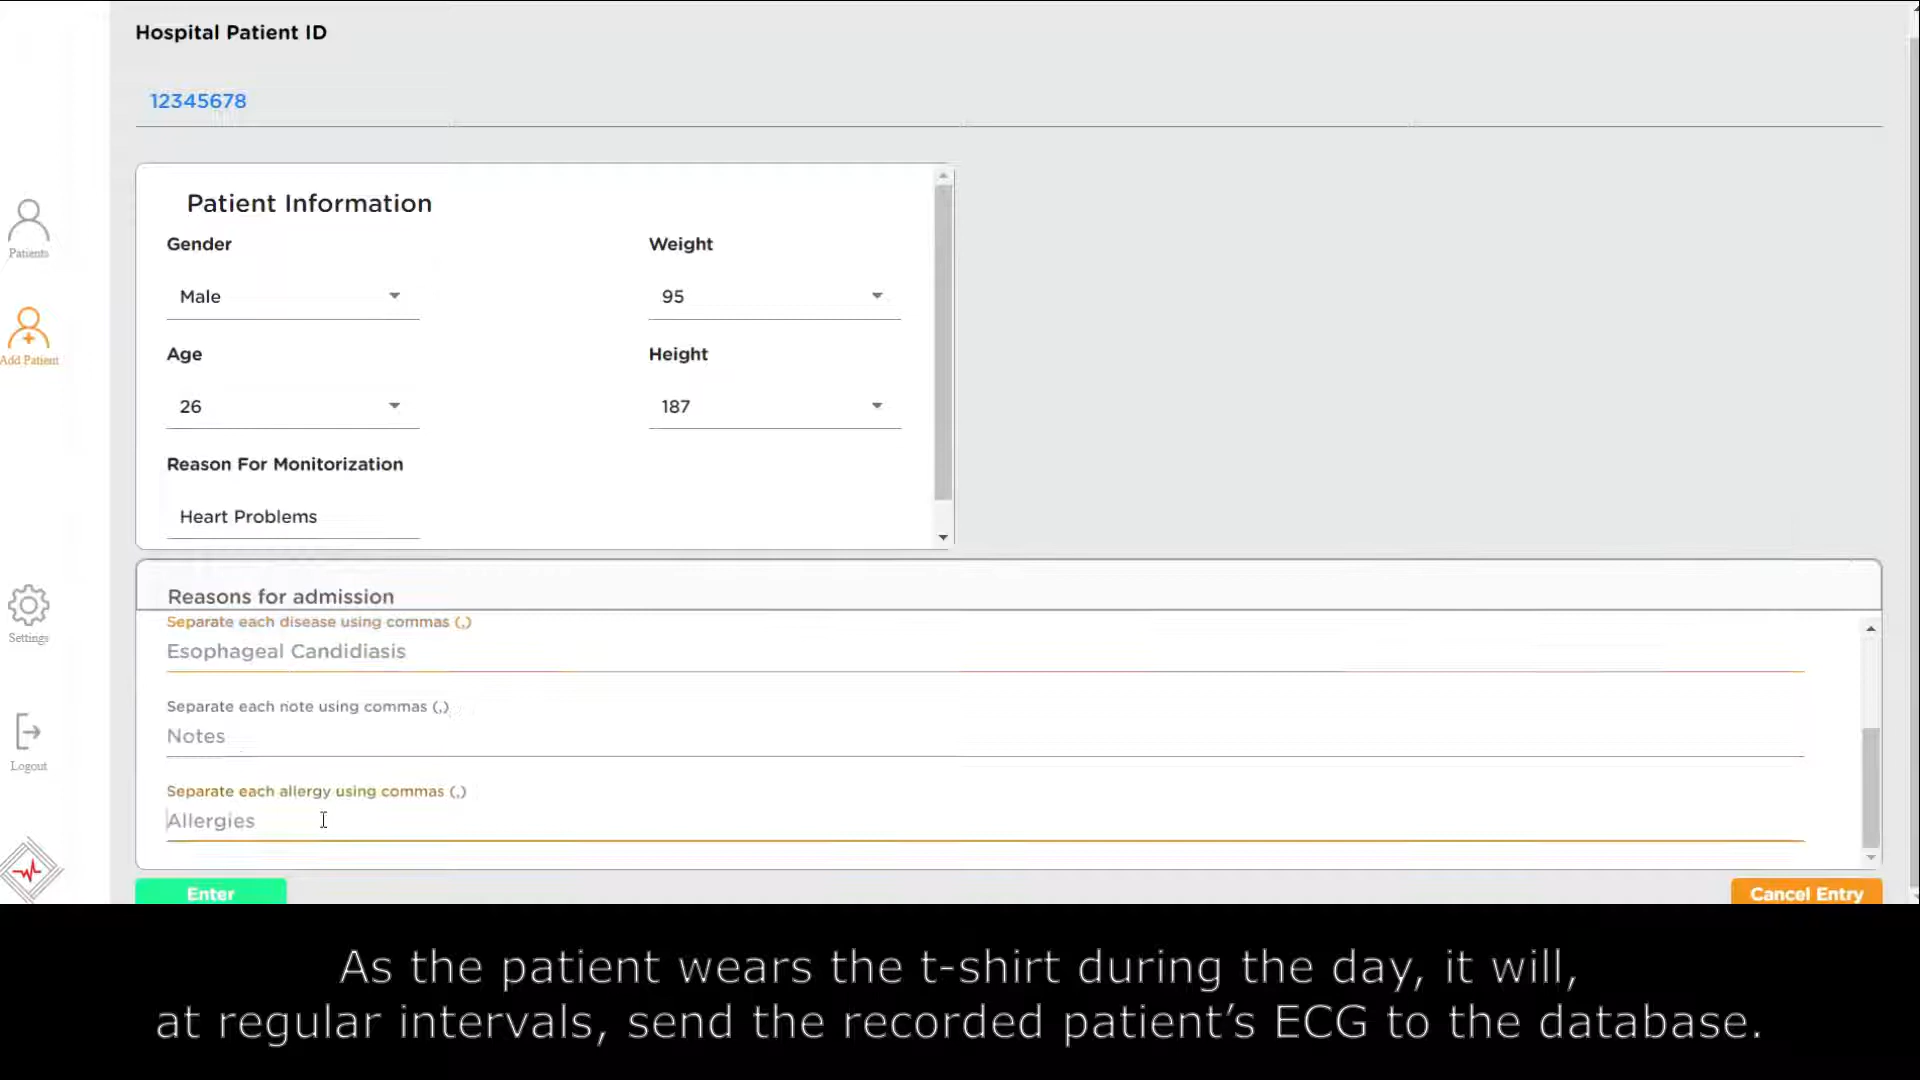 Hospital Patient ID
12345678
Patient Information
Gender
Weight
Male
95
Age
Height
26
187
Reason For Monitorization
Heart Problems
Reasons for admission
Separate each disease using commas (,)
Esophageal Candidiasis
Separate each note using commas (,)
Notes
Separate each allergy using commas (,)
Allergies
Enter
Cancel Entry
Patients
Add Patient
Settings
Logout
As the patient wears the t-shirt during the day, it will,
at regular intervals, send the recorded patient’s ECG to the database.